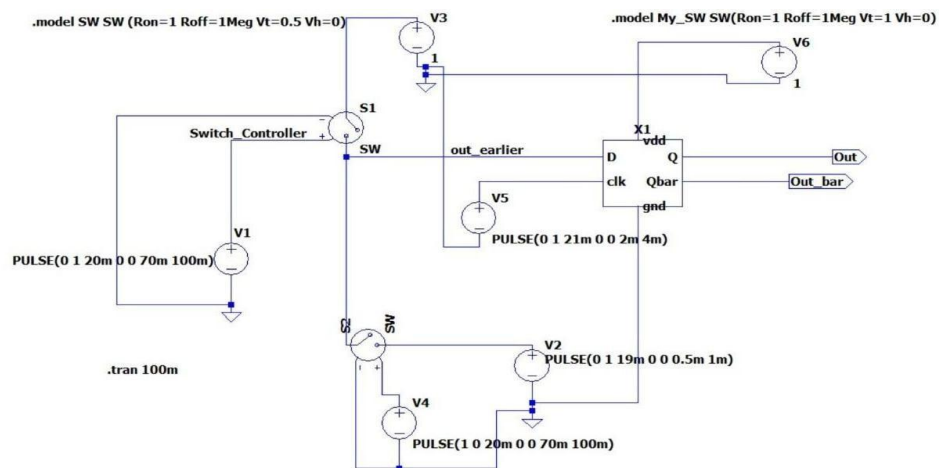 .model SW SW (Ron=1 Roff=1Meg Vt=0.5 Vh=0)
V3
1
.model My_SW SW(Ron=1 Roff=1Meg Vt=1 Vh=0)
V6
1
S1
Switch_Controller
SW
out_earlier
X1
vdd
D
Q
clk
Qbar
gnd
Out
Out_bar
V5
PULSE(0 1 21m 0 0 2m 4m)
V1
PULSE(0 1 20m 0 0 70m 100m)
S2
SW
V2
PULSE(0 1 19m 0 0 0.5m 1m)
.tran 100m
V4
PULSE(1 0 20m 0 0 70m 100m)